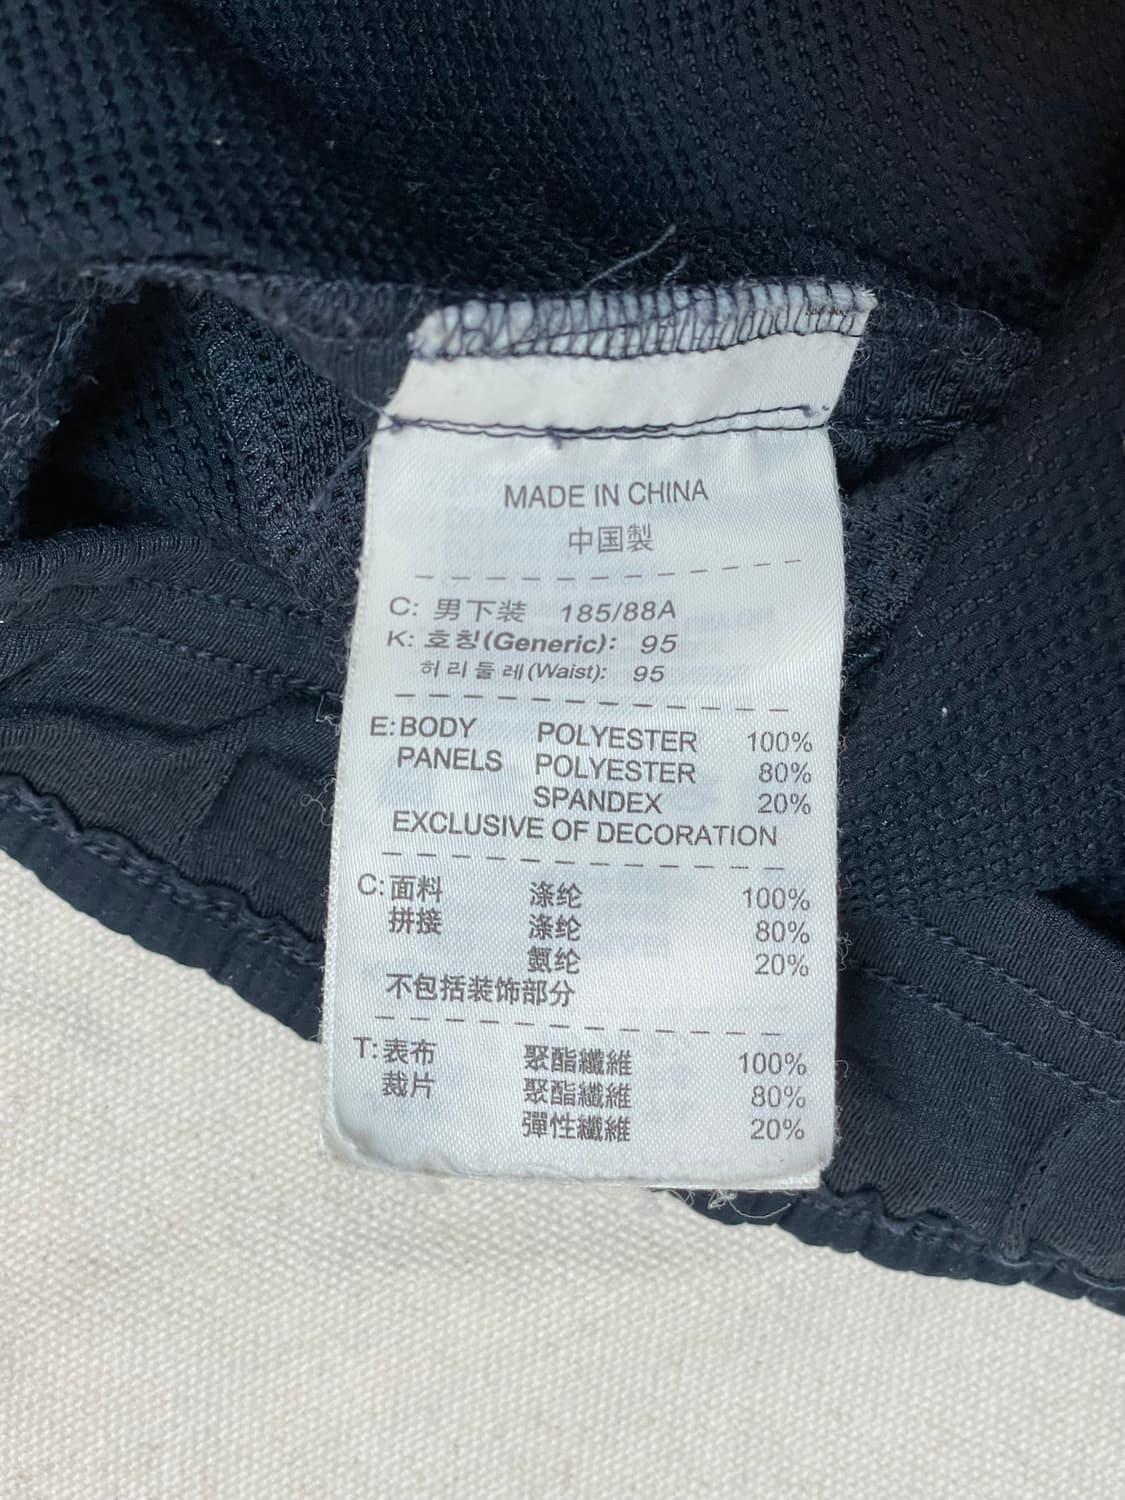 MADE IN CHINA
中国製
C: 男下装 185/88A
K: 호칭(Generic): 95
허리둘레(Waist): 95
E: BODY POLYESTER 100%
PANELS POLYESTER 80%
SPANDEX 20%
EXCLUSIVE OF DECORATION
C: 面料 涤纶 100%
拼接 涤纶 80%
氨纶 20%
不包括装饰部分
T: 表布 聚酯纖維 100%
裁片 聚酯纖維 80%
彈性纖維 20%